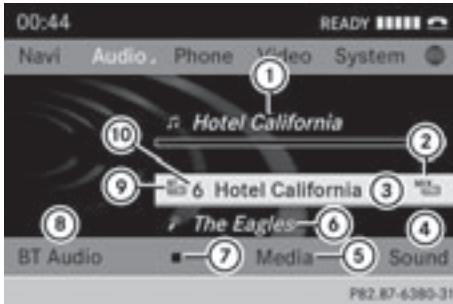 00:44 READY
Navi Audio Phone Video System
1
♫ Hotel California
10 2
9 6 Hotel California 3
The Eagles 6
8 4
BT Audio ■ 7 Media 5 Sound
P82.87-6380-31